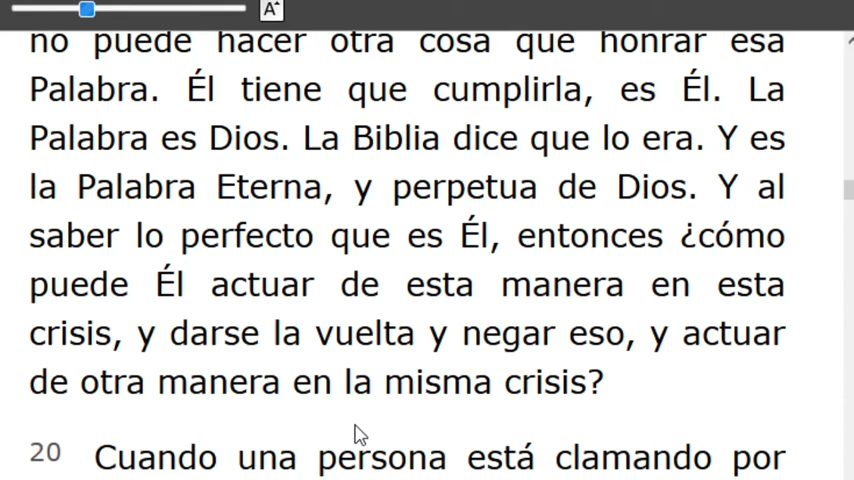 A
no puede hacer otra cosa que honrar esa
Palabra. Él tiene que cumplirla, es Él. La
Palabra es Dios. La Biblia dice que lo era. Y es
la Palabra Eterna, y perpetua de Dios. Y al
saber lo perfecto que es Él, entonces ¿cómo
puede Él actuar de esta manera en esta
crisis, y darse la vuelta y negar eso, y actuar
de otra manera en la misma crisis?
20 Cuando una persona está clamando por